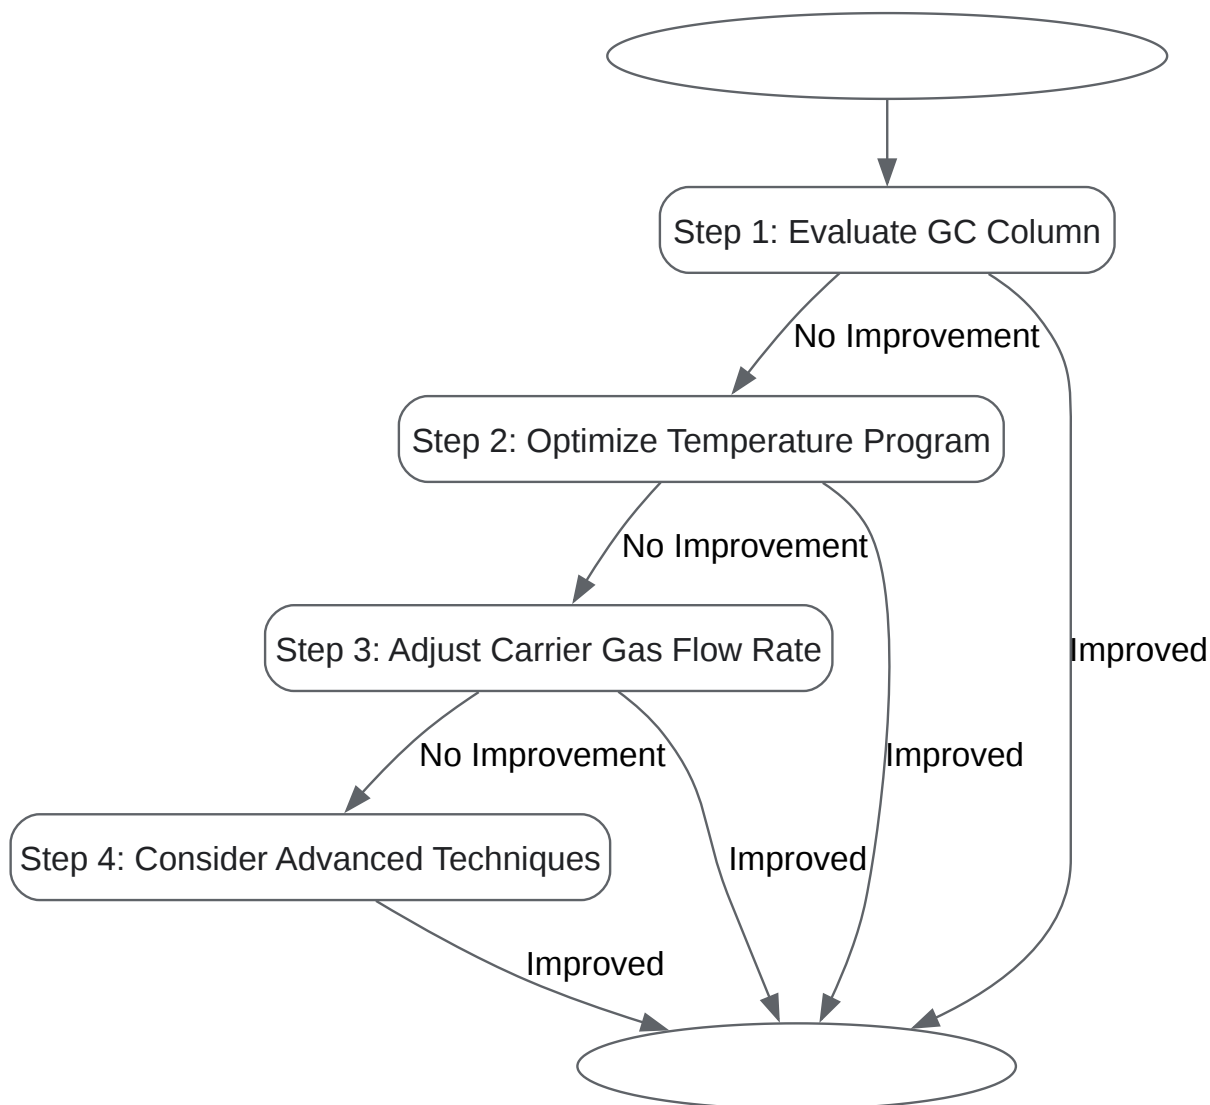 Step 1: Evaluate GC Column
No Improvement
Step 2: Optimize Temperature Program
No Improvement
Step 3: Adjust Carrier Gas Flow Rate
Improved
No Improvement
Improved
Step 4: Consider Advanced Techniques
Improved
Improved